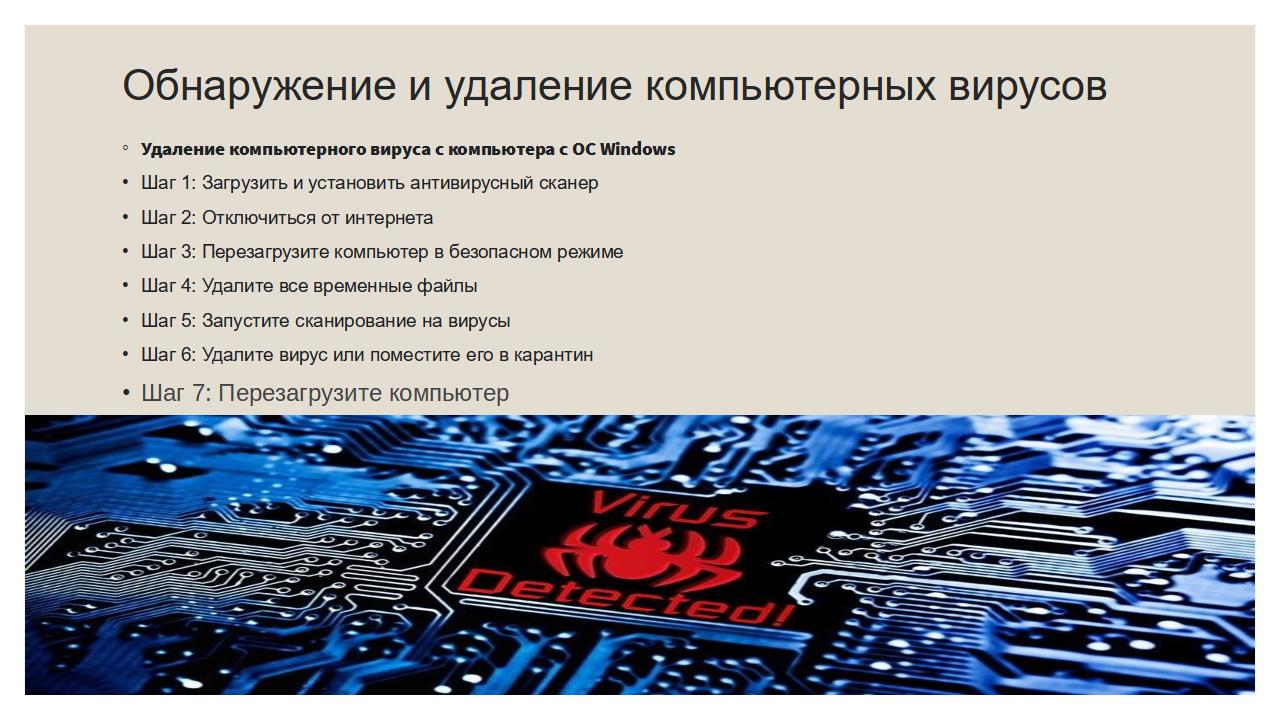 Обнаружение и удаление компьютерных вирусов
◦ Удаление компьютерного вируса с компьютера с ОС Windows
• Шаг 1: Загрузить и установить антивирусный сканер
• Шаг 2: Отключиться от интернета
• Шаг 3: Перезагрузите компьютер в безопасном режиме
• Шаг 4: Удалите все временные файлы
• Шаг 5: Запустите сканирование на вирусы
• Шаг 6: Удалите вирус или поместите его в карантин
• Шаг 7: Перезагрузите компьютер
Virus
Detected!